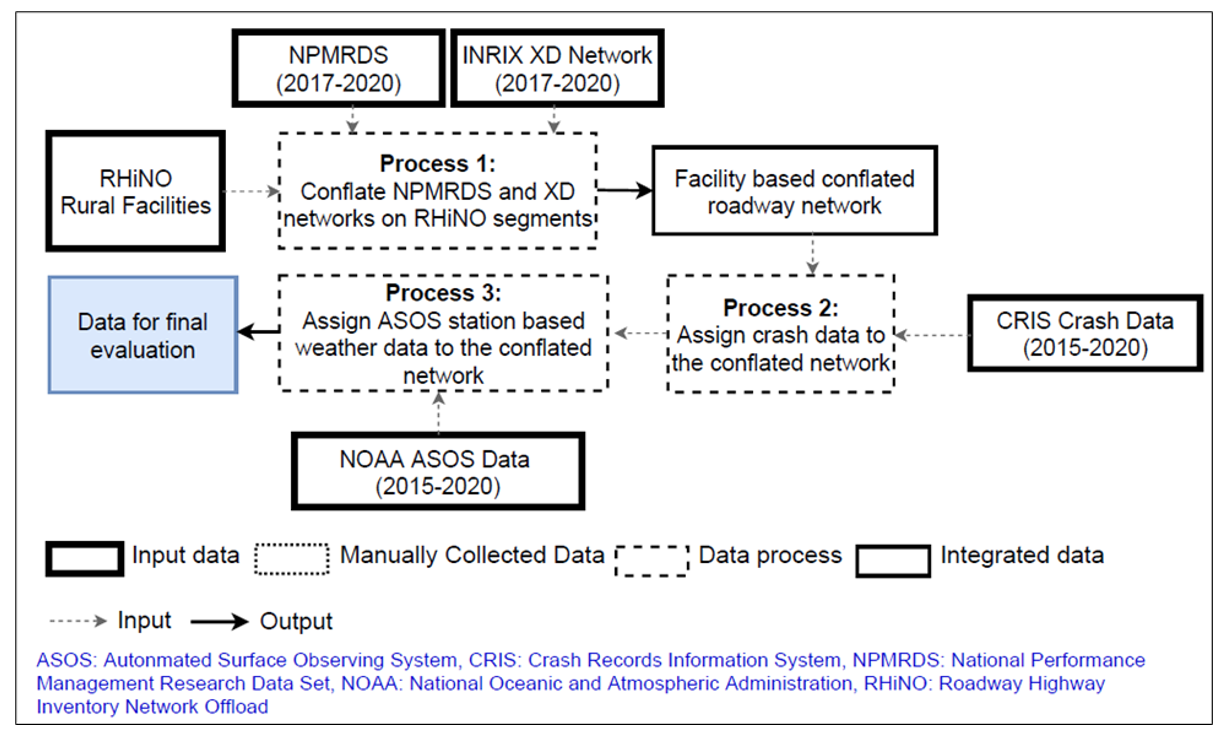 NPMRDS
(2017-2020)
INRIX XD Network
(2017-2020)
RHiNO
Rural Facilities
Process 1:
Conflate NPMRDS and XD
networks on RHiNO segments
Facility based conflated
roadway network
Data for final
evaluation
Process 3:
Assign ASOS station based
weather data to the conflated
network
Process 2:
Assign crash data to
the conflated network
CRIS Crash Data
(2015-2020)
NOAA ASOS Data
(2015-2020)
Input data
Manually Collected Data
Data process
Integrated data
Input
Output
ASOS: Autonmated Surface Observing System, CRIS: Crash Records Information System, NPMRDS: National Performance
Management Research Data Set, NOAA: National Oceanic and Atmospheric Administration, RHiNO: Roadway Highway
Inventory Network Offload